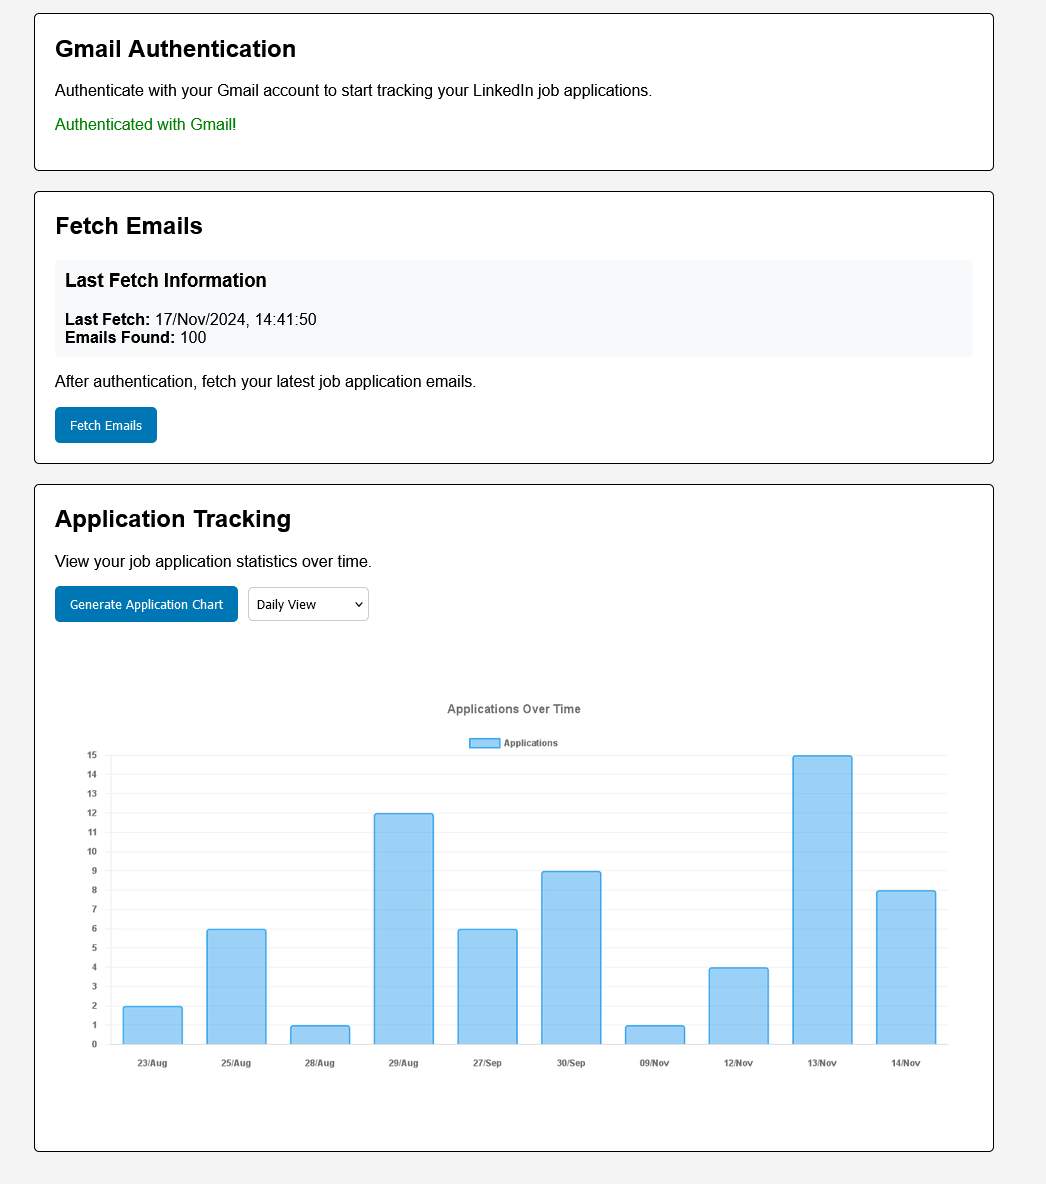 Gmail Authentication
Authenticate with your Gmail account to start tracking your LinkedIn job applications.
Authenticated with Gmail!
Fetch Emails
Last Fetch Information
Last Fetch: 17/Nov/2024, 14:41:50
Emails Found: 100
After authentication, fetch your latest job application emails.
Fetch Emails
Application Tracking
View your job application statistics over time.
Generate Application Chart Daily View
Applications Over Time
Applications
15
14
13
12
11
10
9
8
7
6
5
4
3
2
1
0
23/Aug 25/Aug 28/Aug 29/Aug 27/Sep 30/Sep 09/Nov 12/Nov 13/Nov 14/Nov